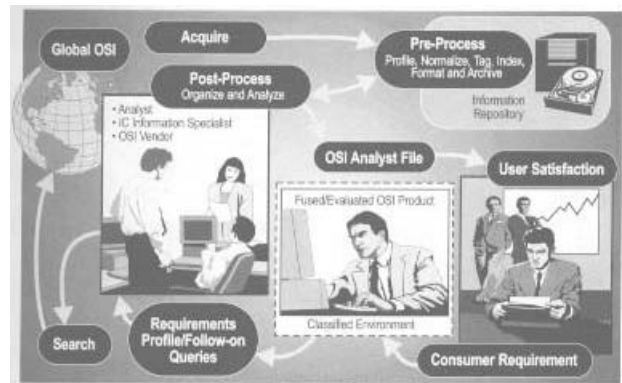 Global OSI
Acquire
Pre-Process
Profile, Normalize, Tag, Index,
Format and Archive
Information
Repository
Post-Process
Organize and Analyze
• Analyst
• IC Information Specialist
• OSI Vendor
OSI Analyst File
User Satisfaction
Fused/Evaluated OSI Product
Classified Environment
Search
Requirements
Profile/Follow-on
Queries
Consumer Requirement